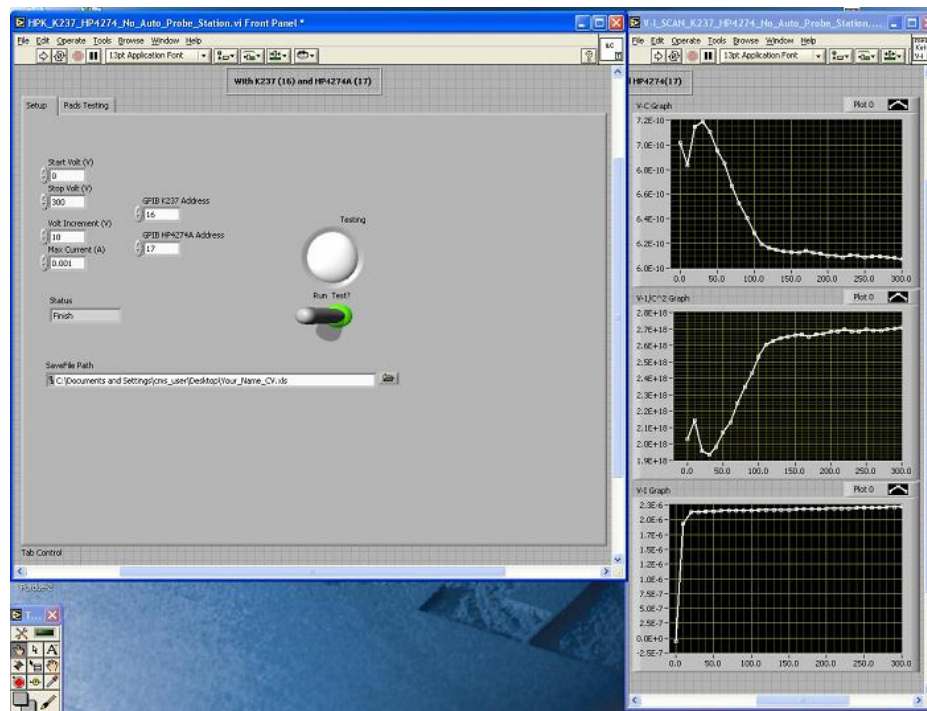 HPK_K237_HP4274_No_Auto_Probe_Station.vi Front Panel *
File Edit Operate Tools Browse Window Help
13pt Application Font
With K237 (16) and HP4274A (17)
Setup Pads Testing
Start Volt (V)
0
Stop Volt (V)
300
Volt Increment (V)
10
Max Current (A)
0.001
GPIB K237 Address
16
GPIB HP4274A Address
17
Testing
Run Test?
Status
Finish
SaveFile Path
C:\Documents and Settings\cms_user\Desktop\Your_Name_CV.xls
Tab Control
V-I_SCAN_K237_HP4274_No_Auto_Probe_Station....
File Edit Operate Tools Browse Window Help
13pt Application Font
HP4274(17)
V-C Graph
Plot 0
7.2E-10
7.0E-10
6.8E-10
6.6E-10
6.4E-10
6.2E-10
6.0E-10
0.0 50.0 100.0 150.0 200.0 250.0 300.0
V-1/C^2 Graph
Plot 0
2.8E+18
2.7E+18
2.6E+18
2.5E+18
2.4E+18
2.3E+18
2.2E+18
2.1E+18
2.0E+18
1.9E+18
0.0 50.0 100.0 150.0 200.0 250.0 300.0
V-I Graph
Plot 0
2.3E-6
2.0E-6
1.7E-6
1.5E-6
1.2E-6
1.0E-6
7.5E-7
5.0E-7
2.5E-7
0.0E+0
-2.5E-7
0.0 50.0 100.0 150.0 200.0 250.0 300.0
T...